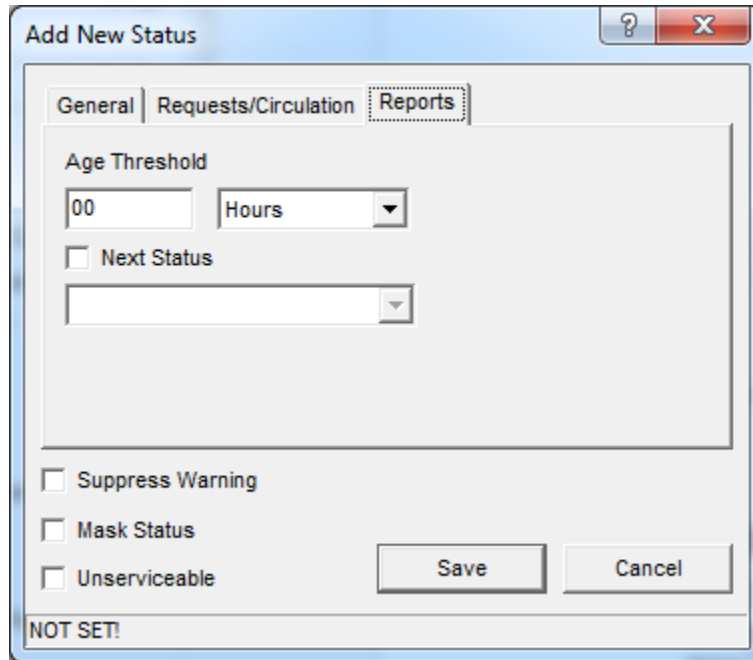 Add New Status
General Requests/Circulation Reports
Age Threshold
00 Hours
Next Status
Suppress Warning
Mask Status
Unserviceable
Save Cancel
NOT SET!